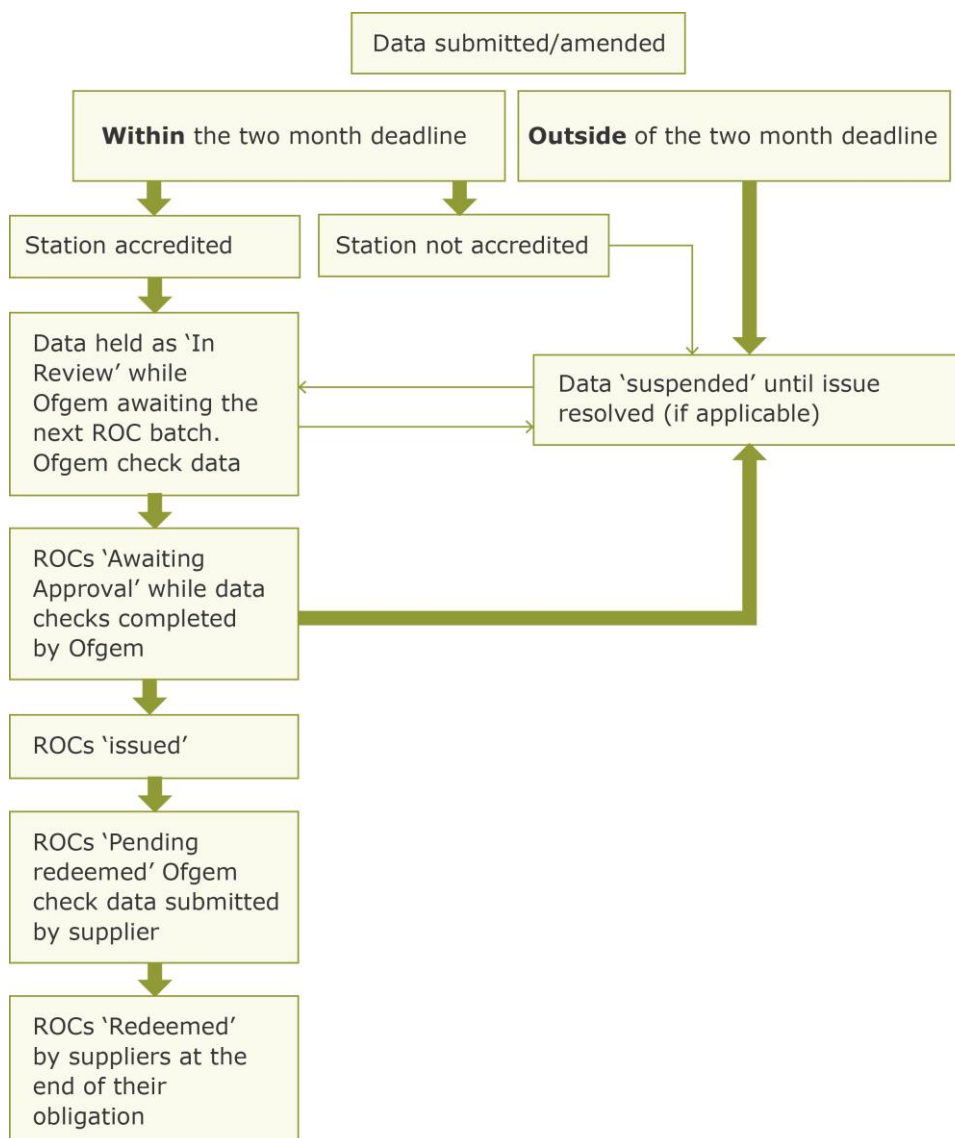 Data submitted/amended
Within the two month deadline
Outside of the two month deadline
Station accredited
Station not accredited
Data held as ‘In
Review’ while
Ofgem awaiting the
next ROC batch.
Ofgem check data
Data ‘suspended’ until issue
resolved (if applicable)
ROCs ‘Awaiting
Approval’ while data
checks completed
by Ofgem
ROCs ‘issued’
ROCs ‘Pending
redeemed’ Ofgem
check data submitted
by supplier
ROCs ‘Redeemed’
by suppliers at the
end of their
obligation